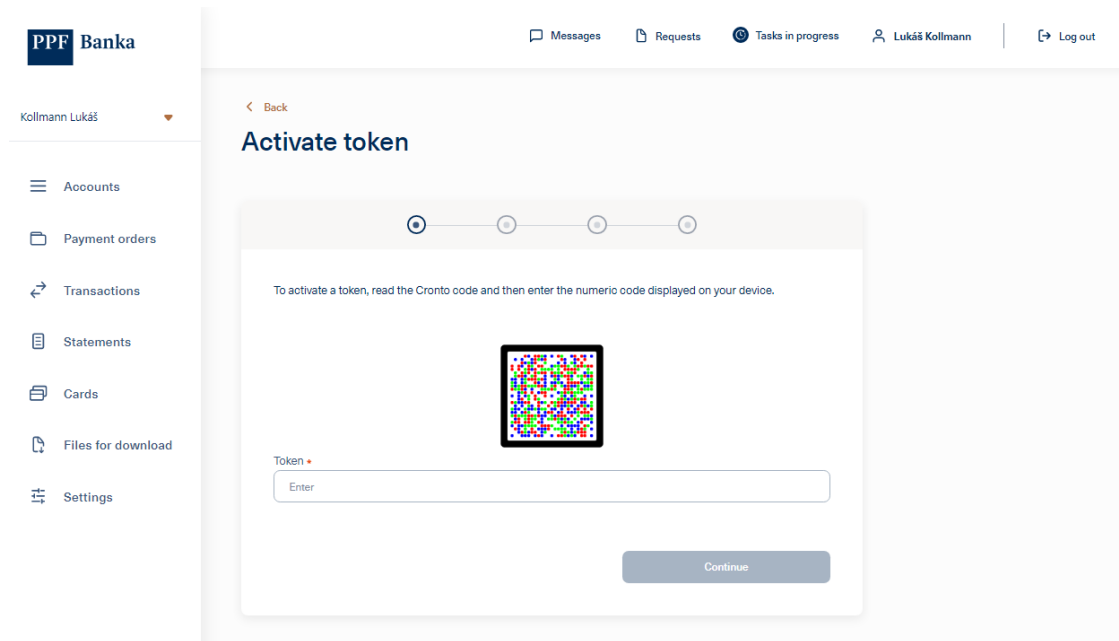 PPF Banka
Messages
Requests
Tasks in progress
Lukáš Kollmann
Log out
Kollmann Lukáš
Accounts
Payment orders
Transactions
Statements
Cards
Files for download
Settings
Back
Activate token
To activate a token, read the Cronto code and then enter the numeric code displayed on your device.
Token *
Enter
Continue